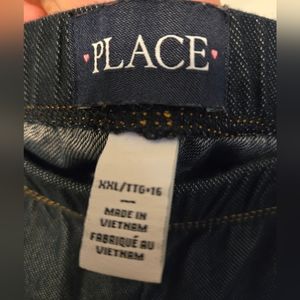 PLACE
XXL/TTG•16
MADE IN
VIETNAM
FABRIQUÉ AU
VIETNAM